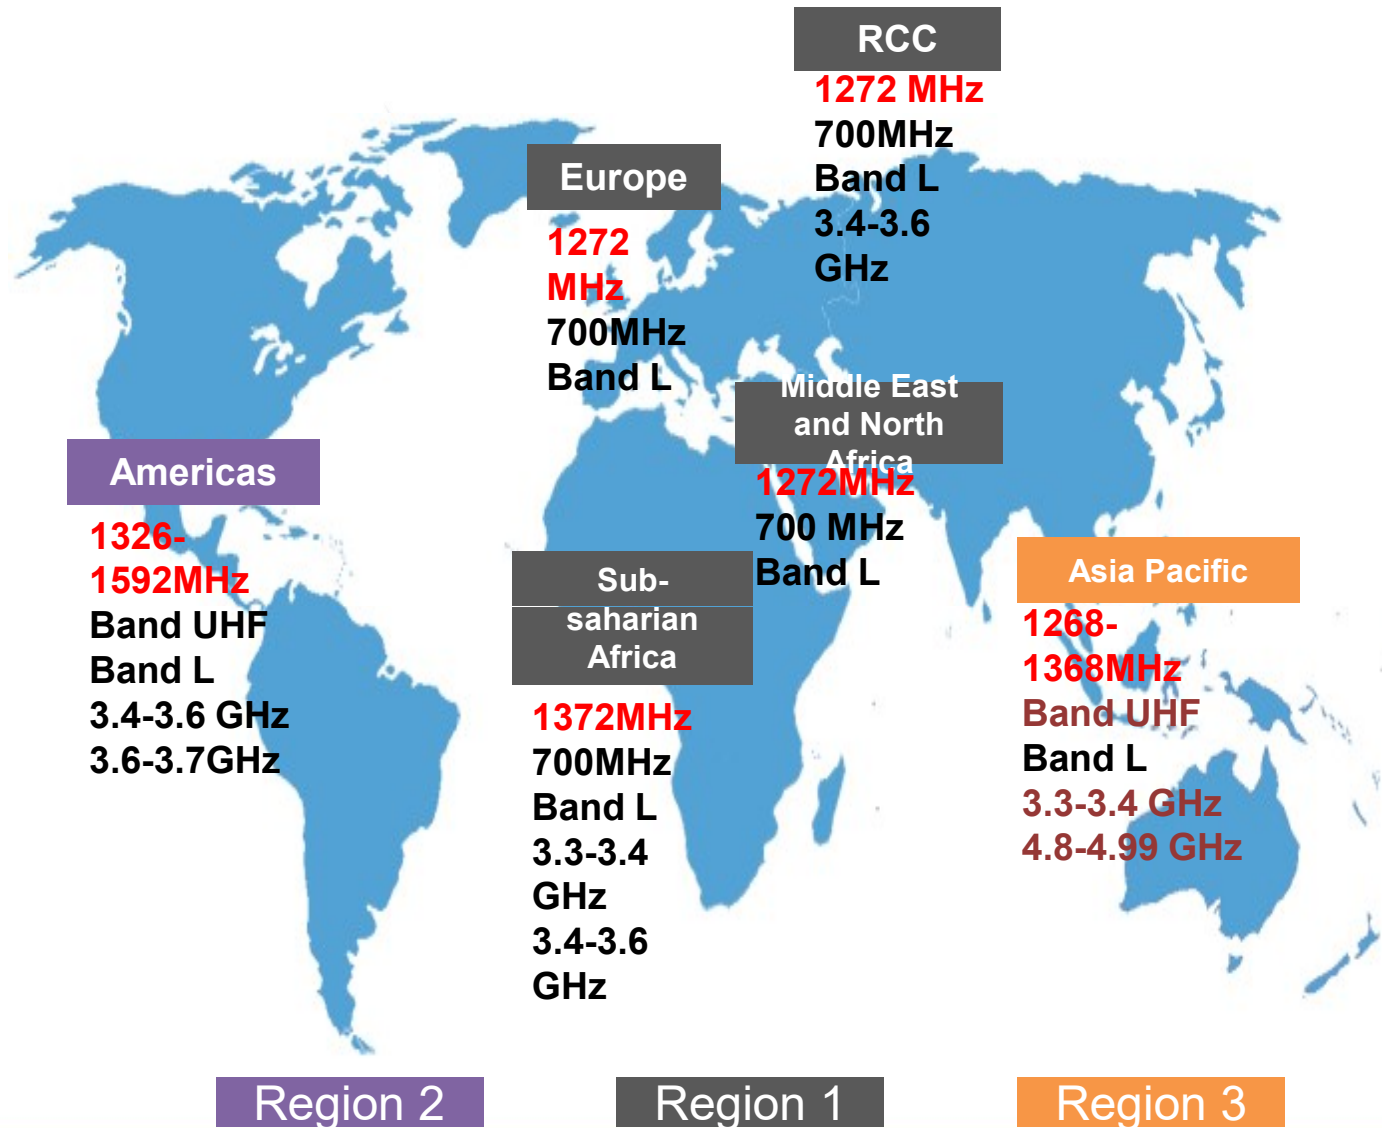 RCC
1272 MHz
700MHz
Band L
3.4-3.6
GHz
Europe
1272
MHz
700MHz
Band L
Middle East
and North
Africa
1272MHz
700 MHz
Band L
Americas
1326-
1592MHz
Band UHF
Band L
3.4-3.6 GHz
3.6-3.7GHz
Sub-
saharian
Africa
1372MHz
700MHz
Band L
3.3-3.4
GHz
3.4-3.6
GHz
Asia Pacific
1268-
1368MHz
Band UHF
Band L
3.3-3.4 GHz
4.8-4.99 GHz
Region 2
Region 1
Region 3